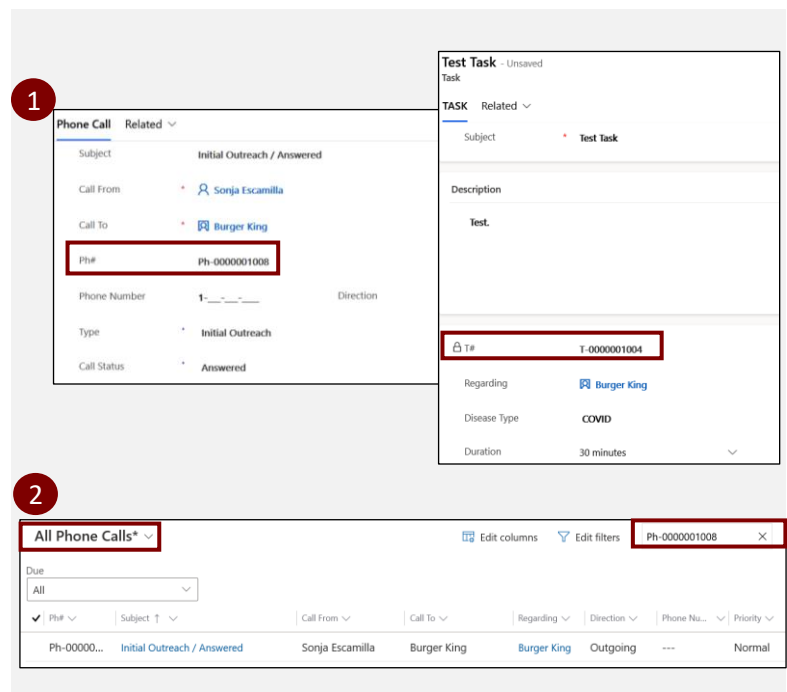 1
Phone Call Related
Subject Initial Outreach / Answered
Call From * Sonja Escamilla
Call To * Burger King
Ph# Ph-0000001008
Phone Number 1-___-___-____ Direction
Type * Initial Outreach
Call Status * Answered
Test Task - Unsaved
Task
TASK Related
Subject * Test Task
Description
Test.
T# T-0000001004
Regarding Burger King
Disease Type COVID
Duration 30 minutes
2
All Phone Calls* Edit columns Edit filters Ph-0000001008
Due
All
Ph# Subject ↑ Call From Call To Regarding Direction Phone Nu... Priority
Ph-00000... Initial Outreach / Answered Sonja Escamilla Burger King Burger King Outgoing --- Normal